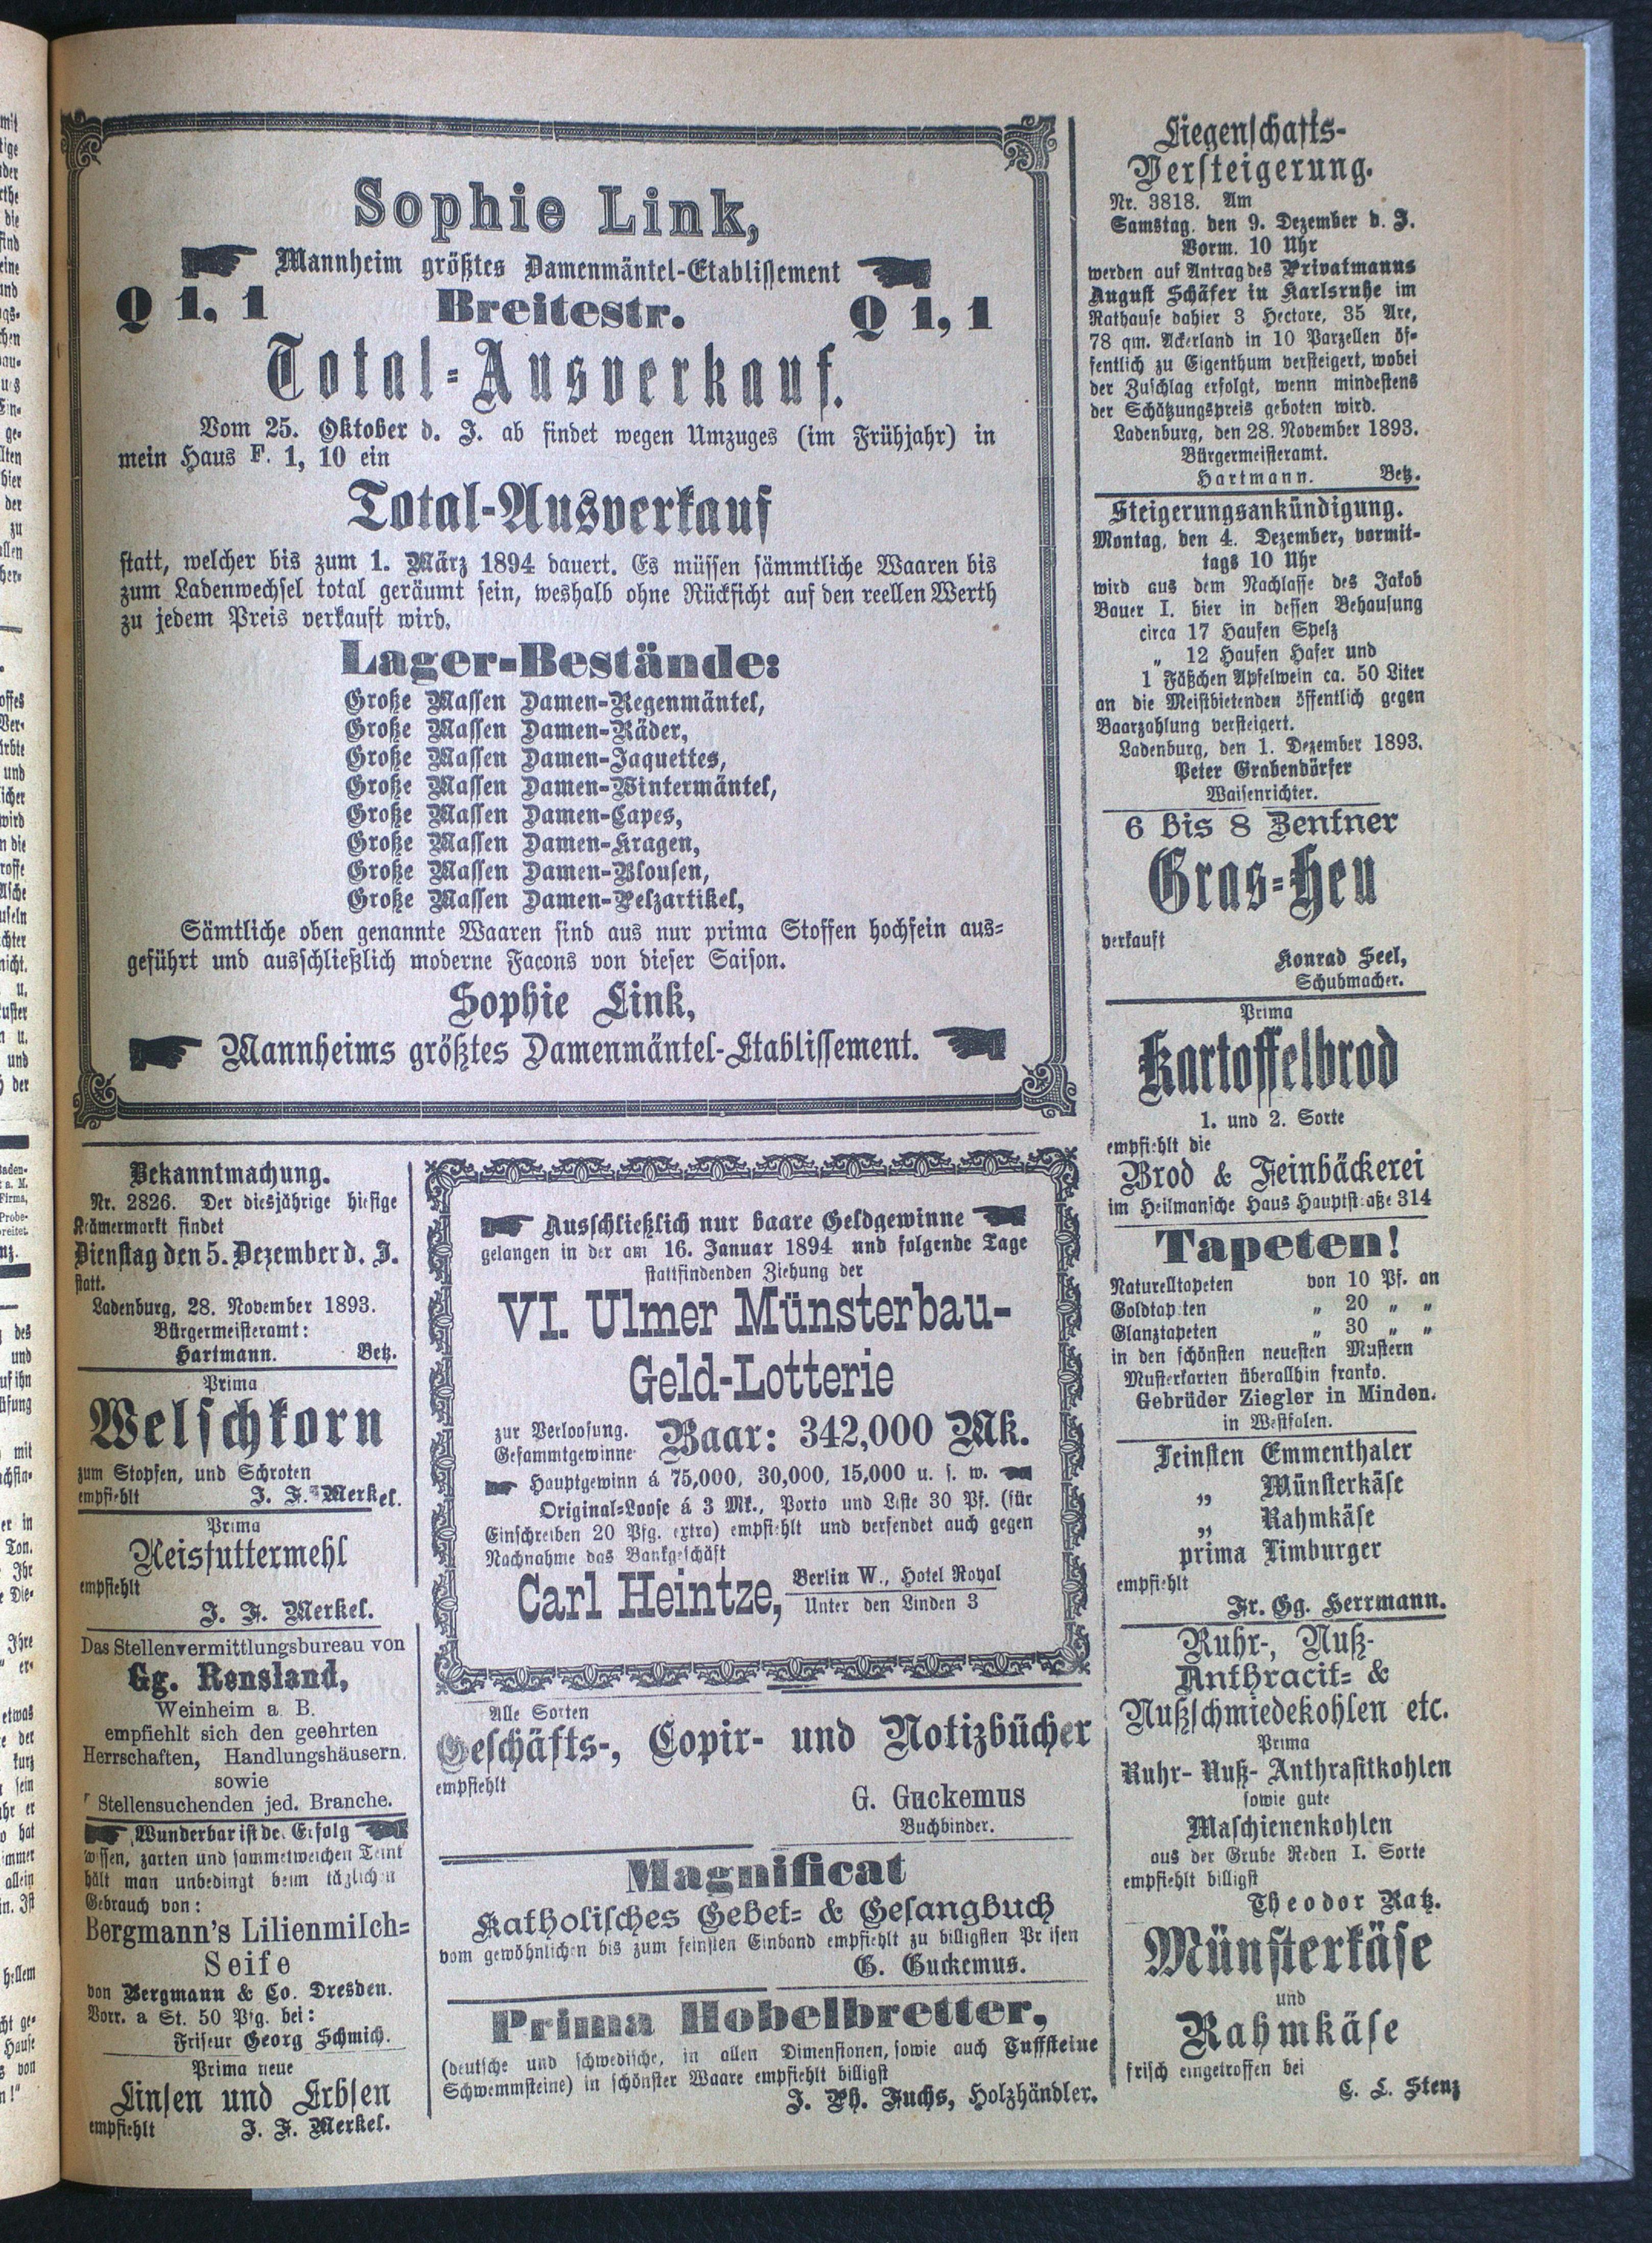 Sophie Link,
Mannheim größtes Damenmäntel-Etablissement
Q 1, 1 Breitestr. Q 1, 1
Total-Ausverkauf.
Vom 25. Oktober d. J. ab findet wegen Umzuges (im Frühjahr) in
mein Haus F. 1, 10 ein
Total-Ausverkauf
statt, welcher bis zum 1. März 1894 dauert. Es müssen sämmtliche Waaren bis
zum Ladenwechsel total geräumt sein, weshalb ohne Rücksicht auf den reellen Werth
zu jedem Preis verkauft wird.
Lager-Bestände:
Große Massen Damen-Regenmäntel,
Große Massen Damen-Räder,
Große Massen Damen-Jaquettes,
Große Massen Damen-Wintermäntel,
Große Massen Damen-Capes,
Große Massen Damen-Kragen,
Große Massen Damen-Blousen,
Große Massen Damen-Pelzartikel,
Sämtliche oben genannte Waaren sind aus nur prima Stoffen hochfein aus-
geführt und ausschließlich moderne Facons von dieser Saison.
Sophie Link,
Mannheims größtes Damenmäntel-Etablissement.
Bekanntmachung.
Nr. 2826. Der diesjährige hiesige
Krämermarkt findet
Dienstag den 5. Dezember d. J.
statt.
Ladenburg, 28. November 1893.
Bürgermeisteramt:
Hartmann. Betz.
Prima
Welschkorn
zum Stopfen, und Schroten
empfiehlt J. F. Merkel.
Prima
Reisfuttermehl
empfiehlt
J. F. Merkel.
Das Stellenvermittlungsbureau von
Gg. Rensland,
Weinheim a. B.
empfiehlt sich den geehrten
Herrschaften, Handlungshäusern,
sowie
Stellensuchenden jed. Branche.
Wunderbar ist der Erfolg
weissen, zarten und sammetweichen Teint
hält man unbedingt beim täglichen
Gebrauch von:
Bergmann's Lilienmilch-
Seife
von Bergmann & Co. Dresden.
Vorr. a St. 50 Pfg. bei:
Friseur Georg Schmich.
Prima neue
Linsen und Erbsen
empfiehlt J. F. Merkel.
Ausschließlich nur baare Geldgewinne
gelangen in der am 16. Januar 1894 und folgende Tage
stattfindenden Ziehung der
VI. Ulmer Münsterbau-
Geld-Lotterie
zur Verloosung.
Gesammtgewinne Baar: 342,000 Mk.
Hauptgewinn á 75,000, 30,000, 15,000 u. s. w.
Original-Loose á 3 Mk., Porto und Liste 30 Pf. (für
Einschreiben 20 Pfg. extra) empfiehlt und versendet auch gegen
Nachnahme das Bankgeschäft
Carl Heintze, Berlin W., Hotel Royal
Unter den Linden 3
Alle Sorten
Geschäfts-, Copir- und Notizbücher
empfiehlt
G. Guckemus
Buchbinder.
Magnificat
Katholisches Gebet- & Gesangbuch
vom gewöhnlichen bis zum feinsten Einband empfiehlt zu billigsten Preisen
G. Guckemus.
Prima Hobelbretter,
(deutsche und schwedische, in allen Dimensionen, sowie auch Tuffsteine
Schwemmsteine) in schönster Waare empfiehlt billigst
J. Ph. Fuchs, Holzhändler.
Liegenschafts-
Versteigerung.
Nr. 3818. Am
Samstag, den 9. Dezember d. J.
Vorm. 10 Uhr
werden auf Antrag des Privatmanns
August Schäfer in Karlsruhe im
Rathause dahier 3 Hectare, 35 Are,
78 qm. Ackerland in 10 Parzellen öf-
fentlich zu Eigenthum versteigert, wobei
der Zuschlag erfolgt, wenn mindestens
der Schätzungspreis geboten wird.
Ladenburg, den 28. November 1893.
Bürgermeisteramt.
Hartmann. Betz.
Steigerungsankündigung.
Montag, den 4. Dezember, vormit-
tags 10 Uhr
wird aus dem Nachlasse des Jakob
Bauer I. hier in dessen Behausung
circa 17 Haufen Spelz
„ 12 Haufen Hafer und
1 Fäßchen Apfelwein ca. 50 Liter
an die Meistbietenden öffentlich gegen
Baarzahlung versteigert.
Ladenburg, den 1. Dezember 1893.
Peter Grabendörfer
Waisenrichter.
6 bis 8 Zentner
Gras-Heu
verkauft
Konrad Seel,
Schuhmacher.
Prima
Kartoffelbrod
1. und 2. Sorte
empfiehlt die
Brod & Feinbäckerei
im Heilmansche Haus Hauptstraße 314
Tapeten!
Naturelltapeten von 10 Pf. an
Goldtapeten „ 20 „ „
Glanztapeten „ 30 „ „
in den schönsten neuesten Mustern
Musterkarten überallhin franko.
Gebrüder Ziegler in Minden.
in Westfalen.
Feinsten Emmenthaler
„ Münsterkäse
„ Rahmkäse
prima Limburger
empfiehlt
Fr. Gg. Herrmann.
Ruhr-, Nuß-
Anthracit- &
Nußschmiedekohlen etc.
Prima
Ruhr- Nuß- Anthrasitkohlen
sowie gute
Maschienenkohlen
aus der Grube Reden I. Sorte
empfiehlt billigst
Theodor Katz.
Münsterkäse
und
Rahmkäse
frisch eingetroffen bei
C. L. Stenz